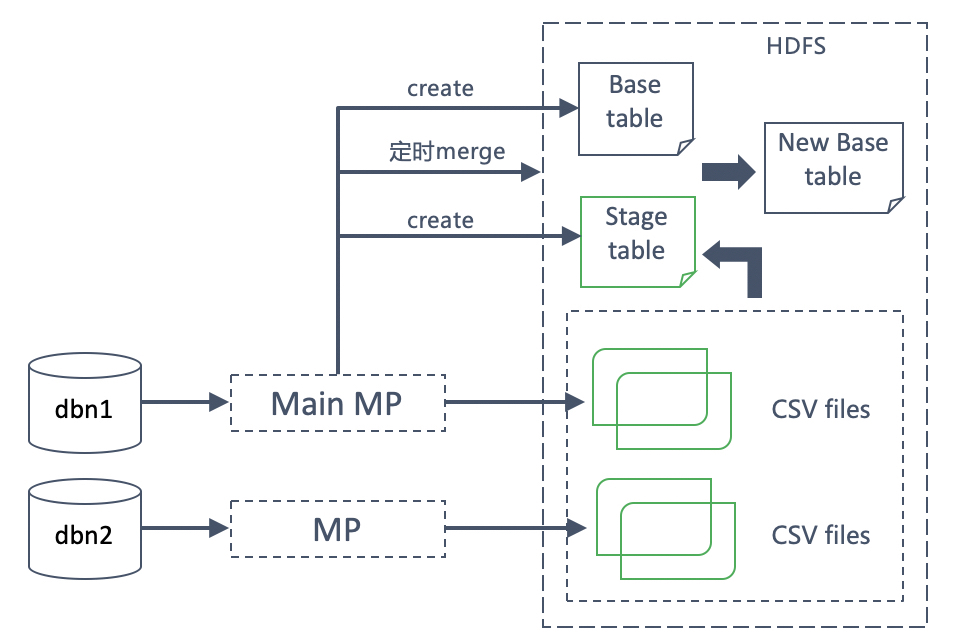 HDFS
create
Base
table
定时merge
New Base
table
create
Stage
table
dbn1
Main MP
CSV files
dbn2
MP
CSV files